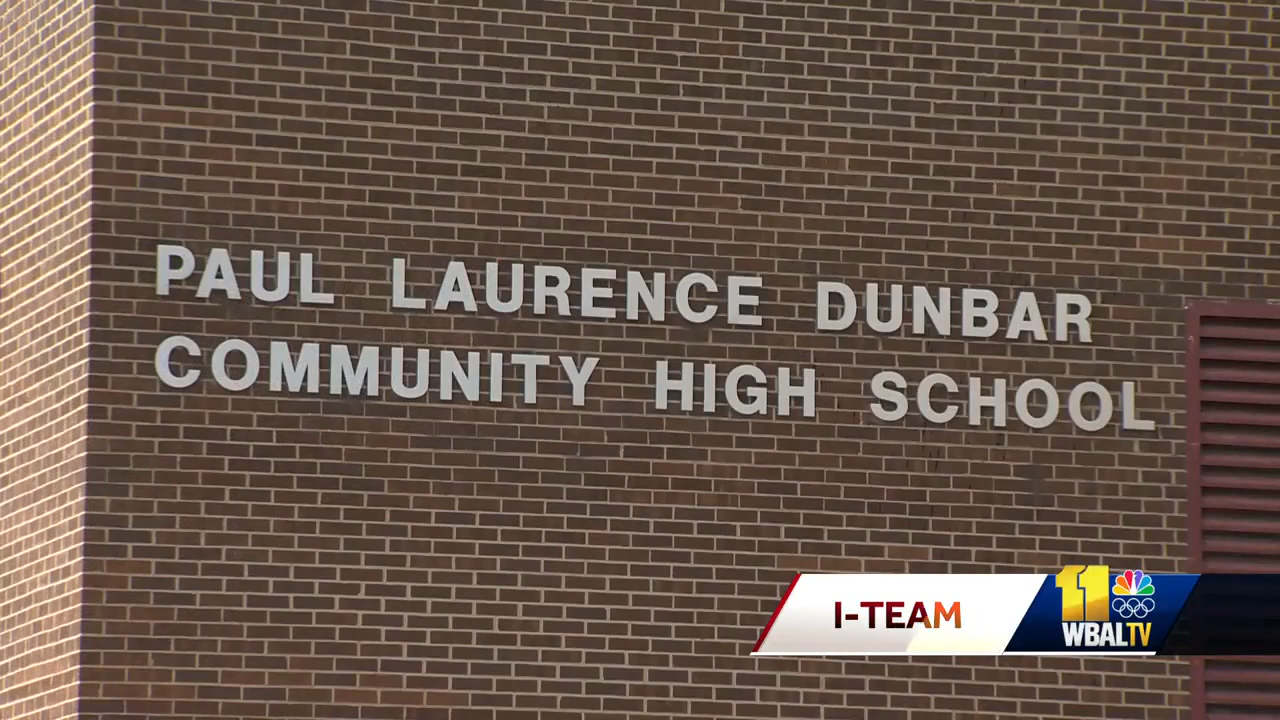 PAUL LAURENCE DUNBAR
COMMUNITY HIGH SCHOOL
I-TEAM
11
WBALTV